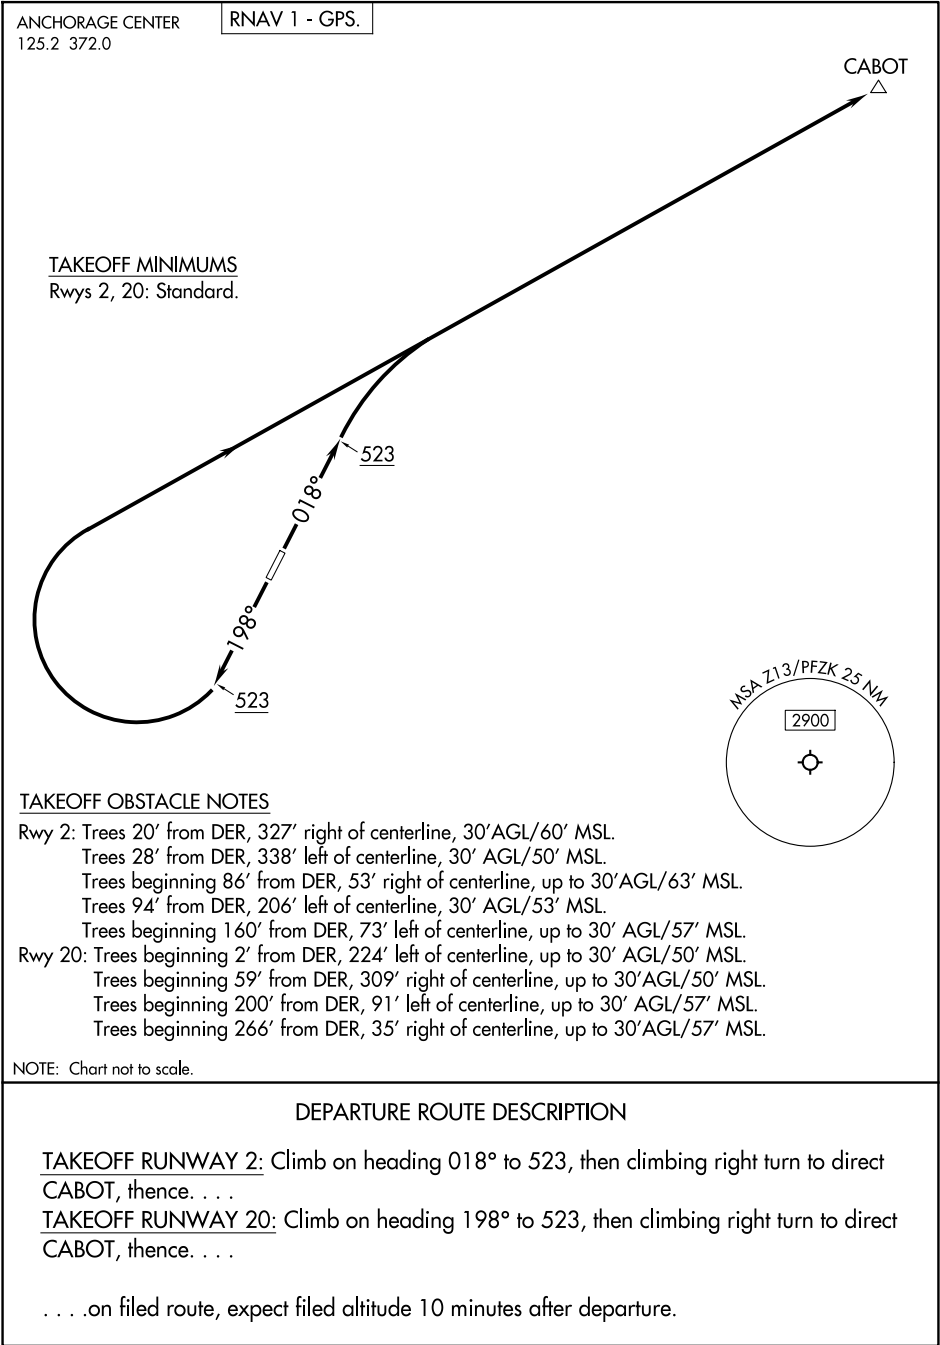 ANCHORAGE CENTER
125.2 372.0
RNAV 1 - GPS.
CABOT
TAKEOFF MINIMUMS
Rwys 2, 20: Standard.
523
018°
198°
523
MSA Z13/PFZK 25 NM
2900
TAKEOFF OBSTACLE NOTES
Rwy 2: Trees 20' from DER, 327' right of centerline, 30'AGL/60' MSL.
Trees 28' from DER, 338' left of centerline, 30' AGL/50' MSL.
Trees beginning 86' from DER, 53' right of centerline, up to 30'AGL/63' MSL.
Trees 94' from DER, 206' left of centerline, 30' AGL/53' MSL.
Trees beginning 160' from DER, 73' left of centerline, up to 30' AGL/57' MSL.
Rwy 20: Trees beginning 2' from DER, 224' left of centerline, up to 30' AGL/50' MSL.
Trees beginning 59' from DER, 309' right of centerline, up to 30'AGL/50' MSL.
Trees beginning 200' from DER, 91' left of centerline, up to 30' AGL/57' MSL.
Trees beginning 266' from DER, 35' right of centerline, up to 30'AGL/57' MSL.
NOTE: Chart not to scale.
DEPARTURE ROUTE DESCRIPTION
TAKEOFF RUNWAY 2: Climb on heading 018° to 523, then climbing right turn to direct
CABOT, thence. . . .
TAKEOFF RUNWAY 20: Climb on heading 198° to 523, then climbing right turn to direct
CABOT, thence. . . .
. . . .on filed route, expect filed altitude 10 minutes after departure.